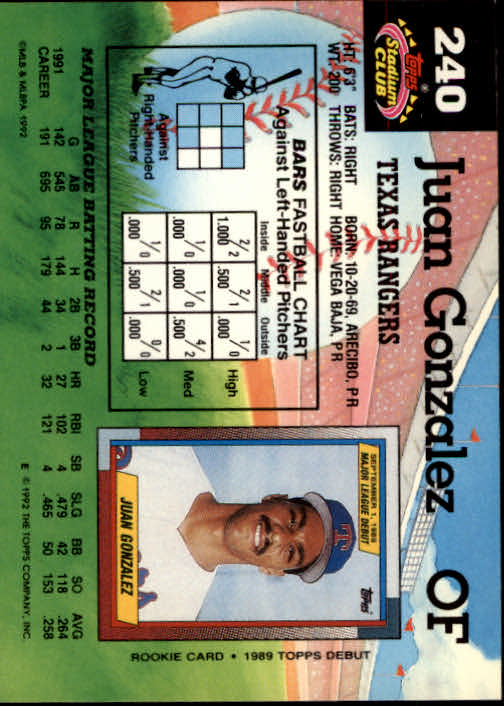 240
Topps
Stadium
CLUB
Juan Gonzalez OF
TEXAS RANGERS
HT: 6'3" BATS: RIGHT BORN: 10-20-69, ARECIBO, PR
WT: 200 THROWS: RIGHT HOME: VEGA BAJA, PR
BARS FASTBALL CHART
Against Left-Handed Pitchers
Inside Middle Outside
2/2 2/1 1/0
1.000 .500 .000 High
1/0 1/0 4/2
.000 .000 .500 Med
1/0 2/1 0/0
.000 .500 .000 Low
Against
Right-Handed
Pitchers
SEPTEMBER 1, 1989
MAJOR LEAGUE DEBUT
Topps
T
JUAN GONZALEZ
ROOKIE CARD • 1989 TOPPS DEBUT
MAJOR LEAGUE BATTING RECORD
G AB R H 2B 3B HR RBI SB SLG BB SO AVG
1991 142 545 78 144 34 1 27 102 4 .479 42 118 .264
CAREER 191 695 95 179 44 2 32 121 4 .465 50 153 .258
©MLB & MLBPA, 1992
E © 1992 THE TOPPS COMPANY, INC.